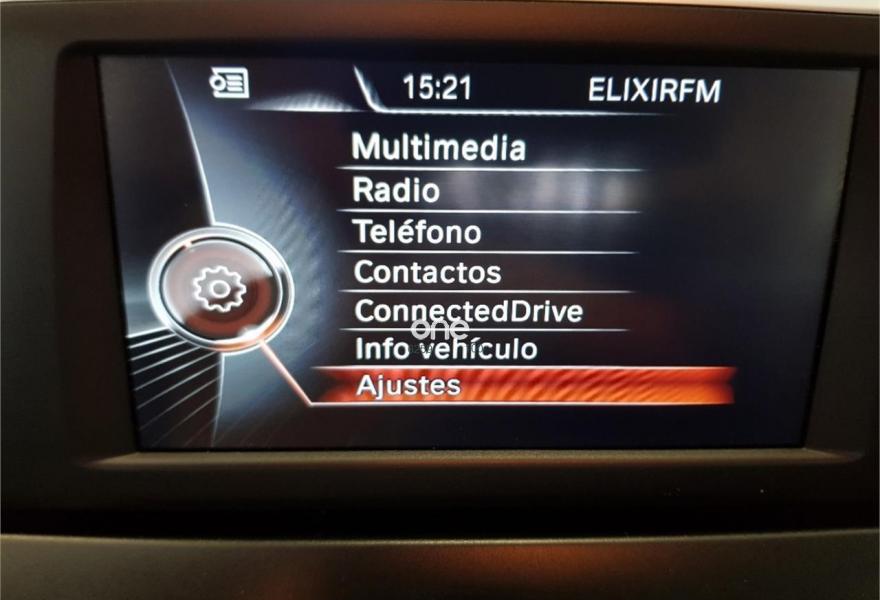 15:21 ELIXIRFM
Multimedia
Radio
Teléfono
Contactos
ConnectedDrive
one
Info vehículo
Ajustes